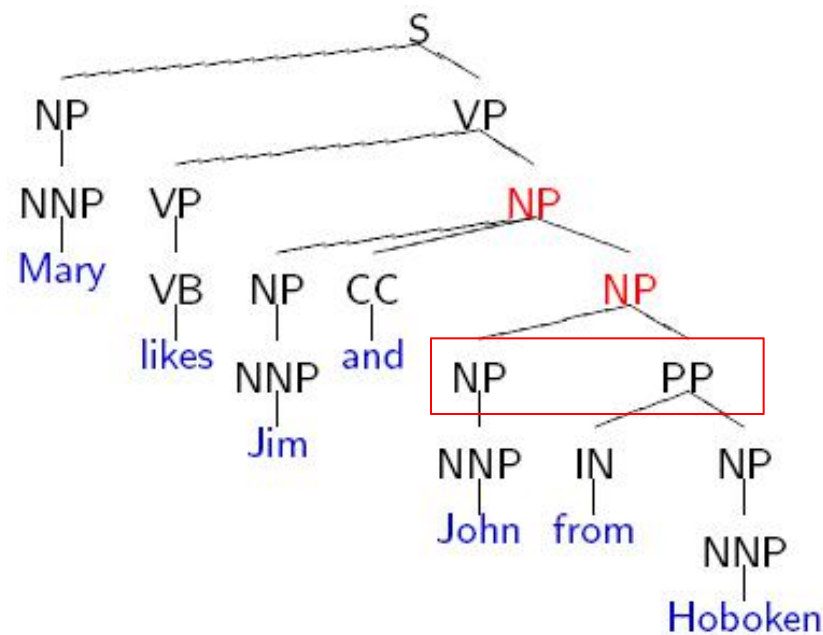 S
NP VP
NNP VP NP
Mary VB NP CC NP
likes NNP and NP PP
Jim NNP IN NP
John from NNP
Hoboken